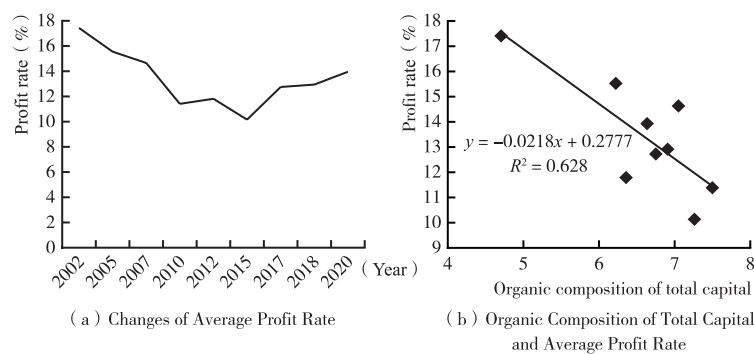 Profit rate（%）
18
16
14
12
10
8
6
4
2
0
2002 2005 2007 2010 2012 2015 2017 2018 2020 （Year）
（a）Changes of Average Profit Rate
Profit rate（%）
18
17
16
15
14
13
12
11
10
9
y = −0.0218x + 0.2777
R² = 0.628
4 5 6 7 8
Organic composition of total capital
（b）Organic Composition of Total Capital
and Average Profit Rate